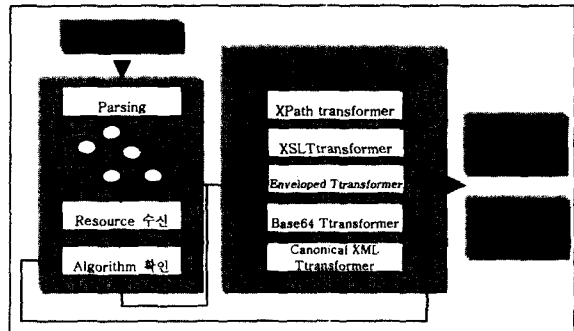 Parsing
Resource 수신
Algorithm 확인
XPath transformer
XSLTtransformer
Enveloped Ttransformer
Base64 Ttransformer
Canonical XML
Ttransformer